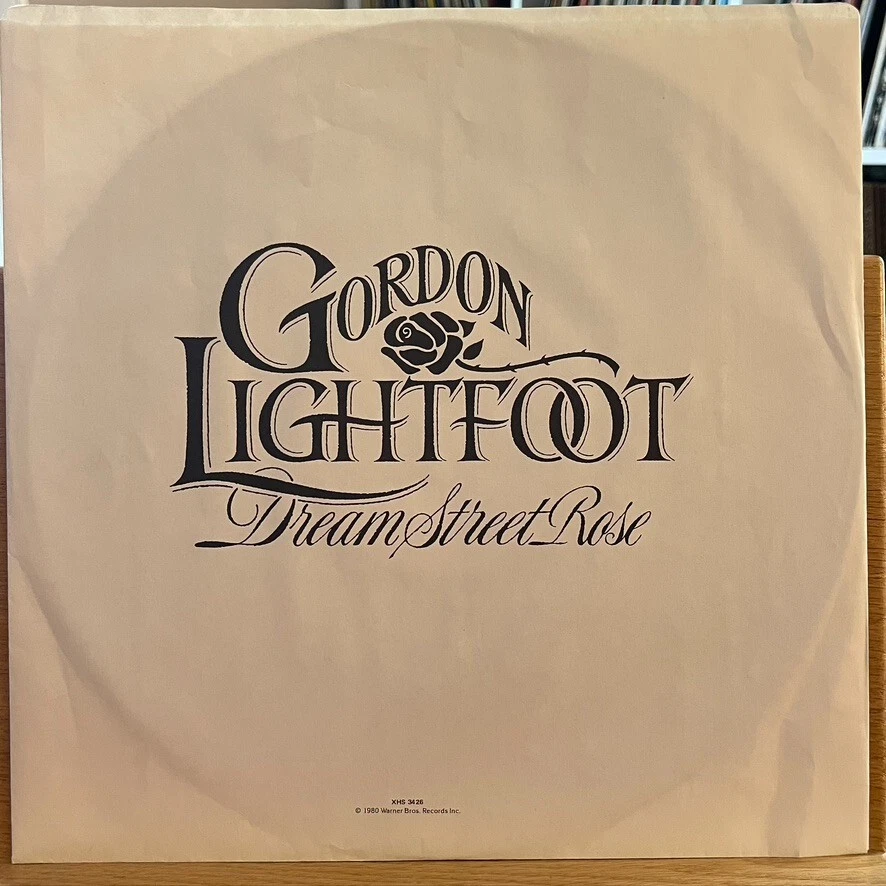 GORDON
LIGHTFOOT
Dream Street Rose
XHS 3426
© 1980 Warner Bros. Records Inc.